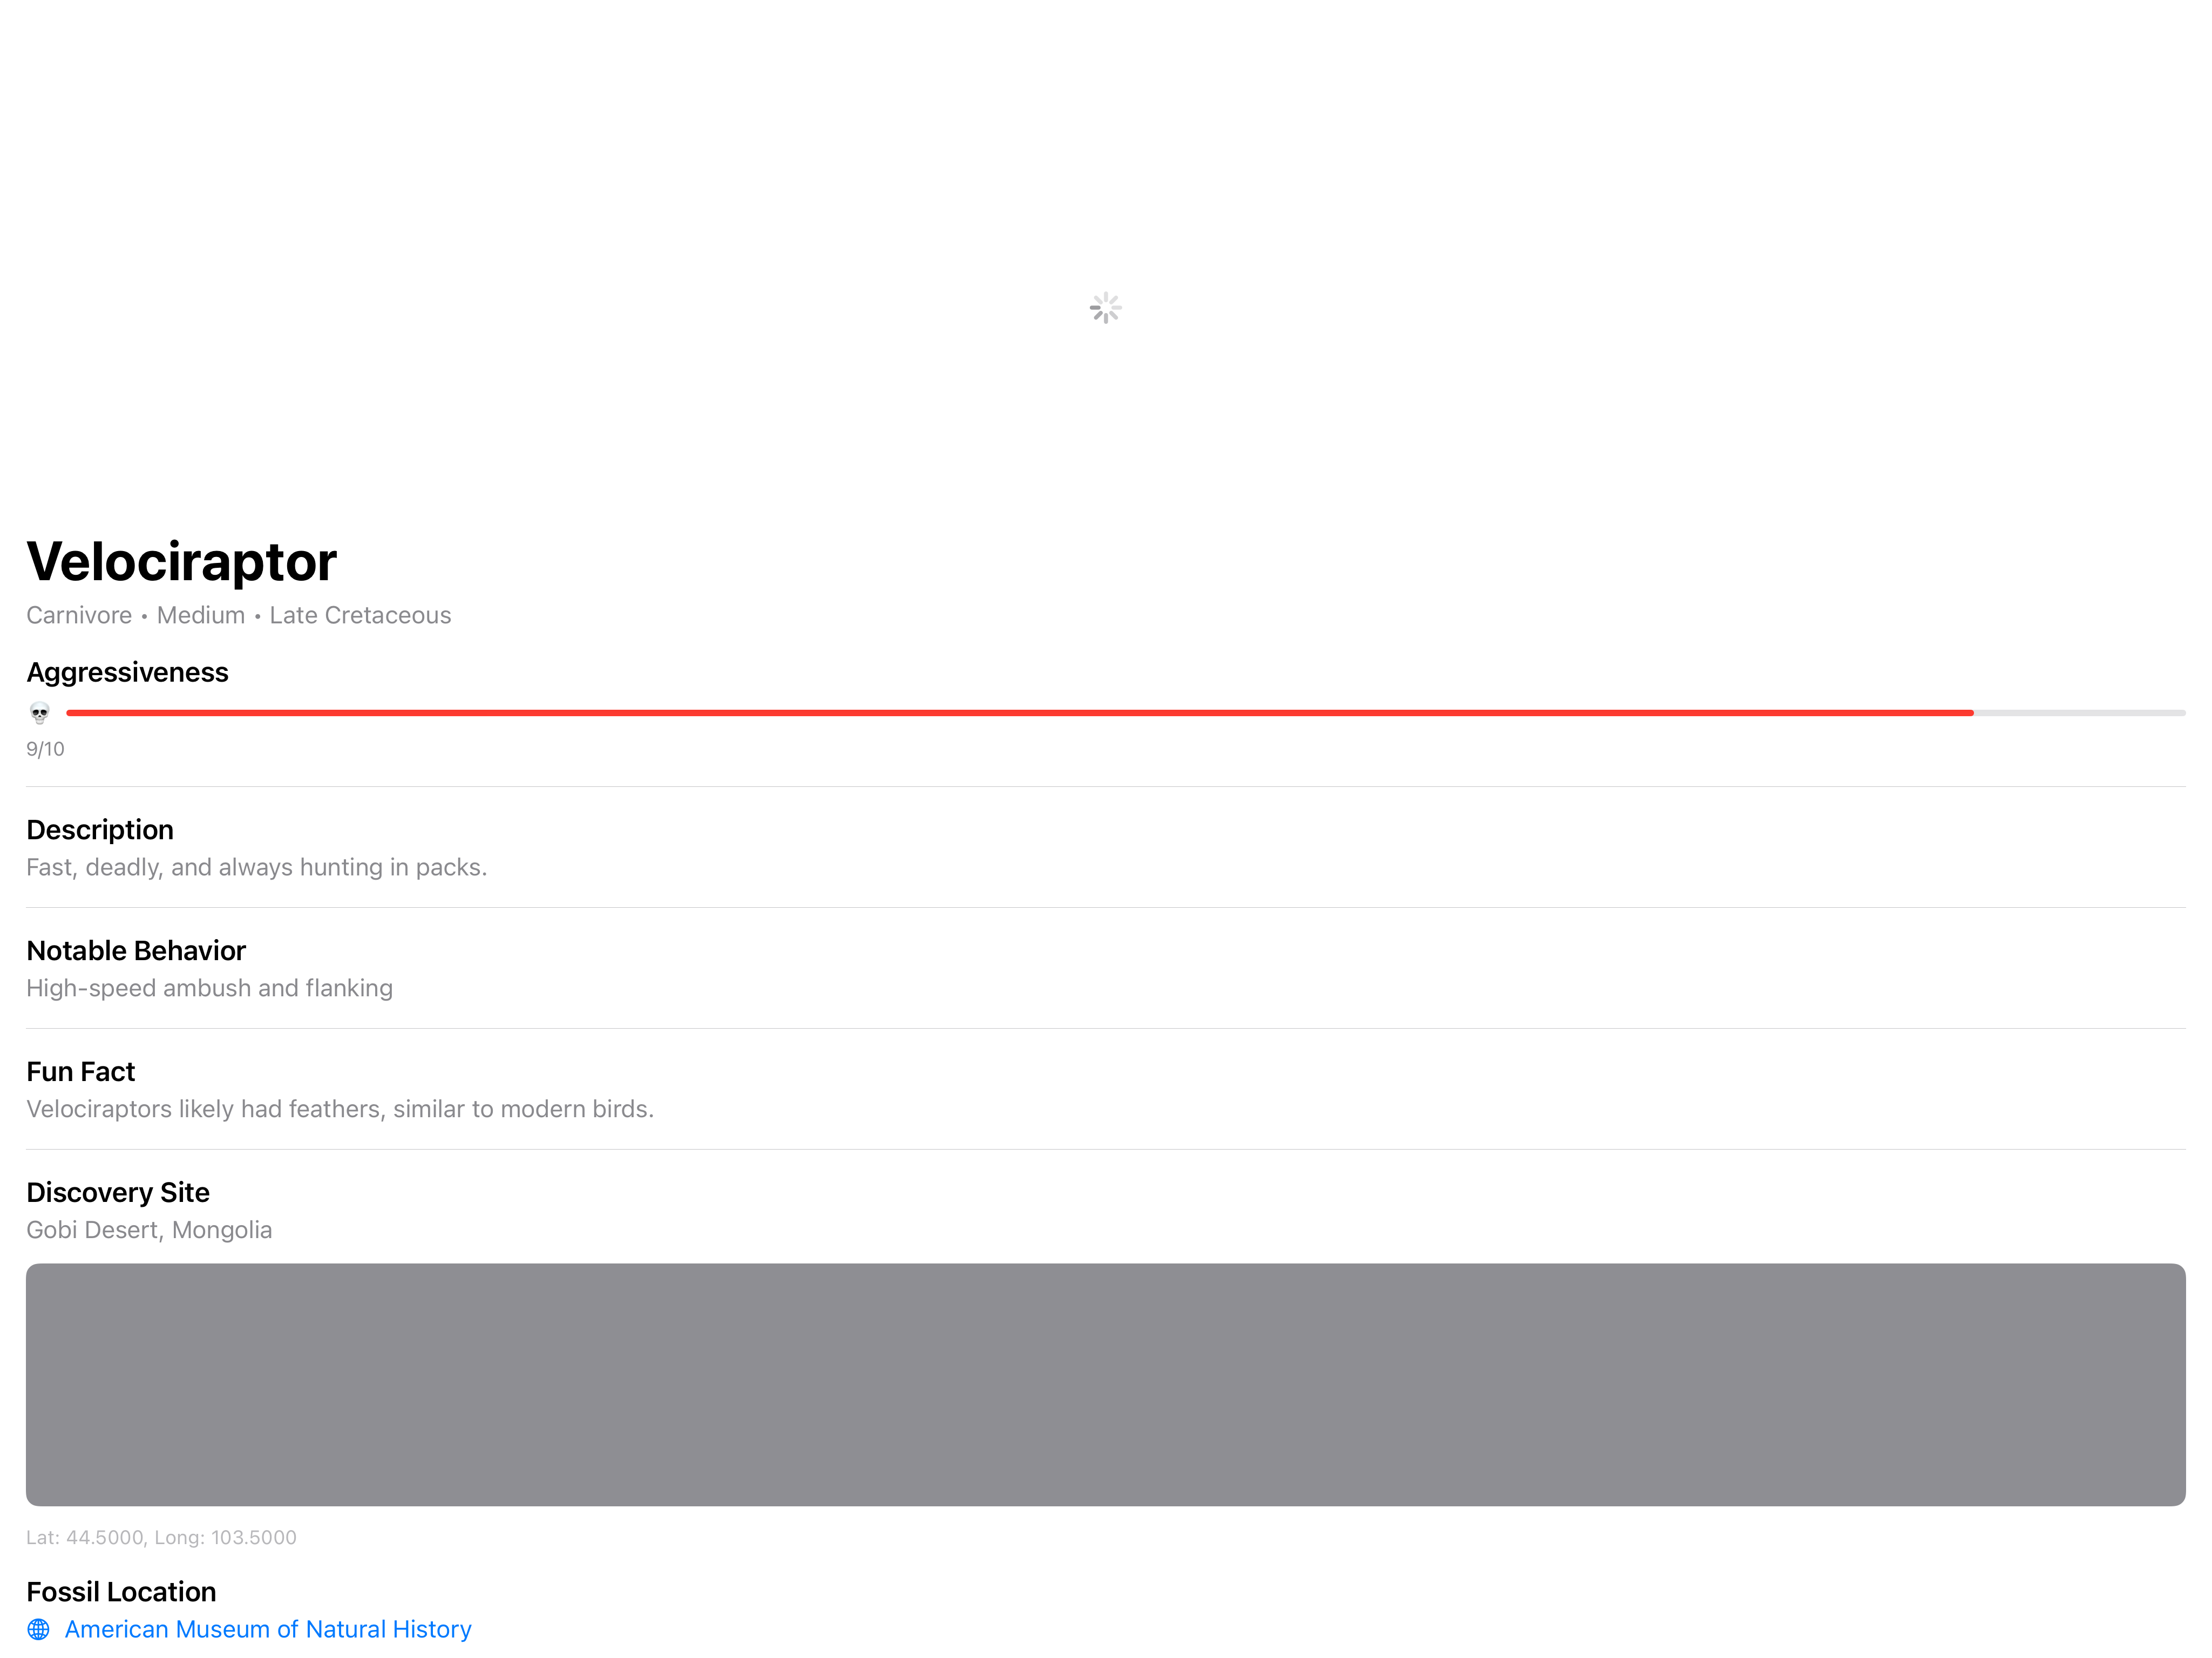 Velociraptor
Carnivore • Medium • Late Cretaceous
Aggressiveness
9/10
Description
Fast, deadly, and always hunting in packs.
Notable Behavior
High-speed ambush and flanking
Fun Fact
Velociraptors likely had feathers, similar to modern birds.
Discovery Site
Gobi Desert, Mongolia
Lat: 44.5000, Long: 103.5000
Fossil Location
American Museum of Natural History